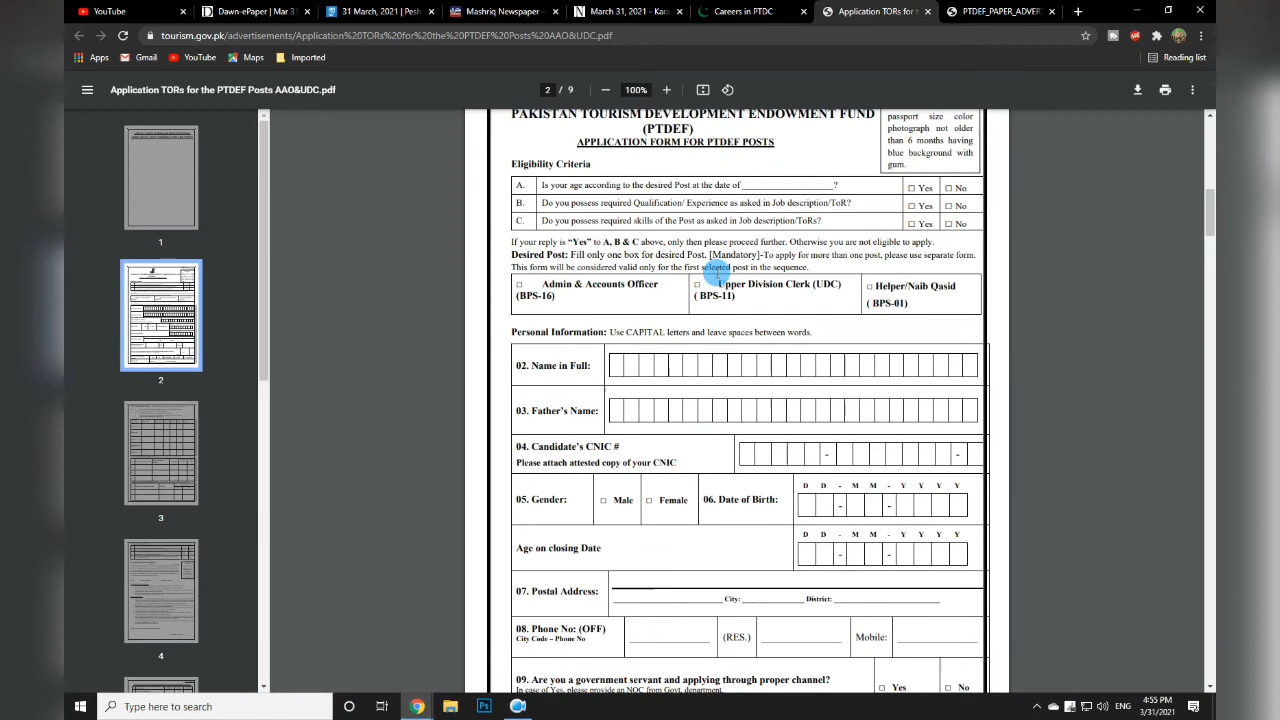 YouTube
Dawn-ePaper | Mar 31
31 March, 2021 | Pesh
Mashriq Newspaper -
March 31, 2021 - Kara
Careers in PTDC
Application TORs for t
PTDEF_PAPER_ADVERT
tourism.gov.pk/advertisements/Application%20TORs%20for%20the%20PTDEF%20Posts%20AAO&UDC.pdf
Apps
Gmail
YouTube
Maps
Imported
Reading list
Application TORs for the PTDEF Posts AAO&UDC.pdf
2 / 9
100%
1
2
3
4
PAKISTAN TOURISM DEVELOPMENT ENDOWMENT FUND
(PTDEF)
APPLICATION FORM FOR PTDEF POSTS
passport size color
photograph not older
than 6 months having
blue background with
gum.
Eligibility Criteria
A. Is your age according to the desired Post at the date of ___________________? □ Yes □ No
B. Do you possess required Qualification/ Experience as asked in Job description/ToR? □ Yes □ No
C. Do you possess required skills of the Post as asked in Job description/ToRs? □ Yes □ No
If your reply is “Yes” to A, B & C above, only then please proceed further. Otherwise you are not eligible to apply.
Desired Post: Fill only one box for desired Post. [Mandatory]-To apply for more than one post, please use separate form.
This form will be considered valid only for the first selected post in the sequence.
□ Admin & Accounts Officer
(BPS-16)
□ Upper Division Clerk (UDC)
( BPS-11)
□ Helper/Naib Qasid
( BPS-01)
Personal Information: Use CAPITAL letters and leave spaces between words.
02. Name in Full:
03. Father’s Name:
04. Candidate’s CNIC #
Please attach attested copy of your CNIC
- -
05. Gender: □ Male □ Female 06. Date of Birth:
D D - M M - Y Y Y Y
- -
Age on closing Date
D D - M M - Y Y Y Y
- -
07. Postal Address:
City: ____________ District: ____________________
08. Phone No: (OFF)
City Code – Phone No
(RES.)
Mobile:
09. Are you a government servant and applying through proper channel?
In case of Yes, please provide an NOC from Govt. department.
□ Yes □ No
Type here to search
Ps
ENG
4:55 PM
3/31/2021